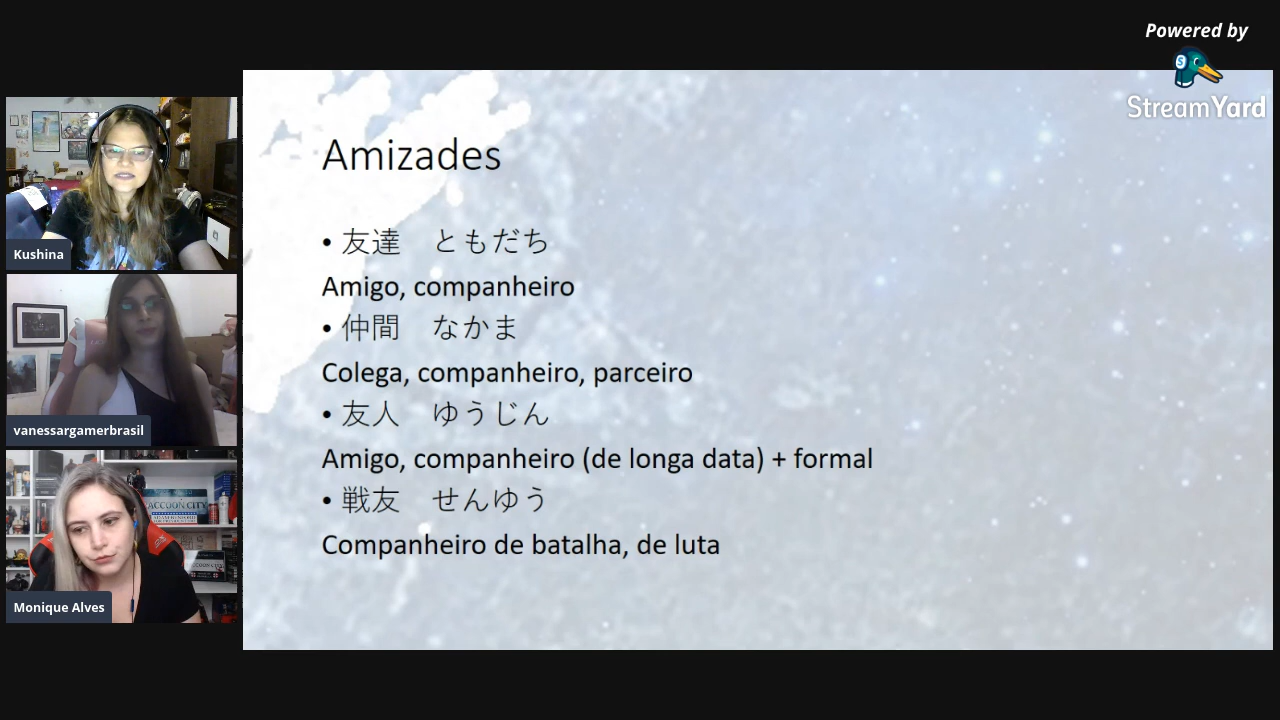 Powered by
StreamYard
Amizades
• 友達 ともだち
Amigo, companheiro
• 仲間 なかま
Colega, companheiro, parceiro
• 友人 ゆうじん
Amigo, companheiro (de longa data) + formal
• 戦友 せんゆう
Companheiro de batalha, de luta
Kushina
vanessargamerbrasil
RACCOON CITY
Monique Alves